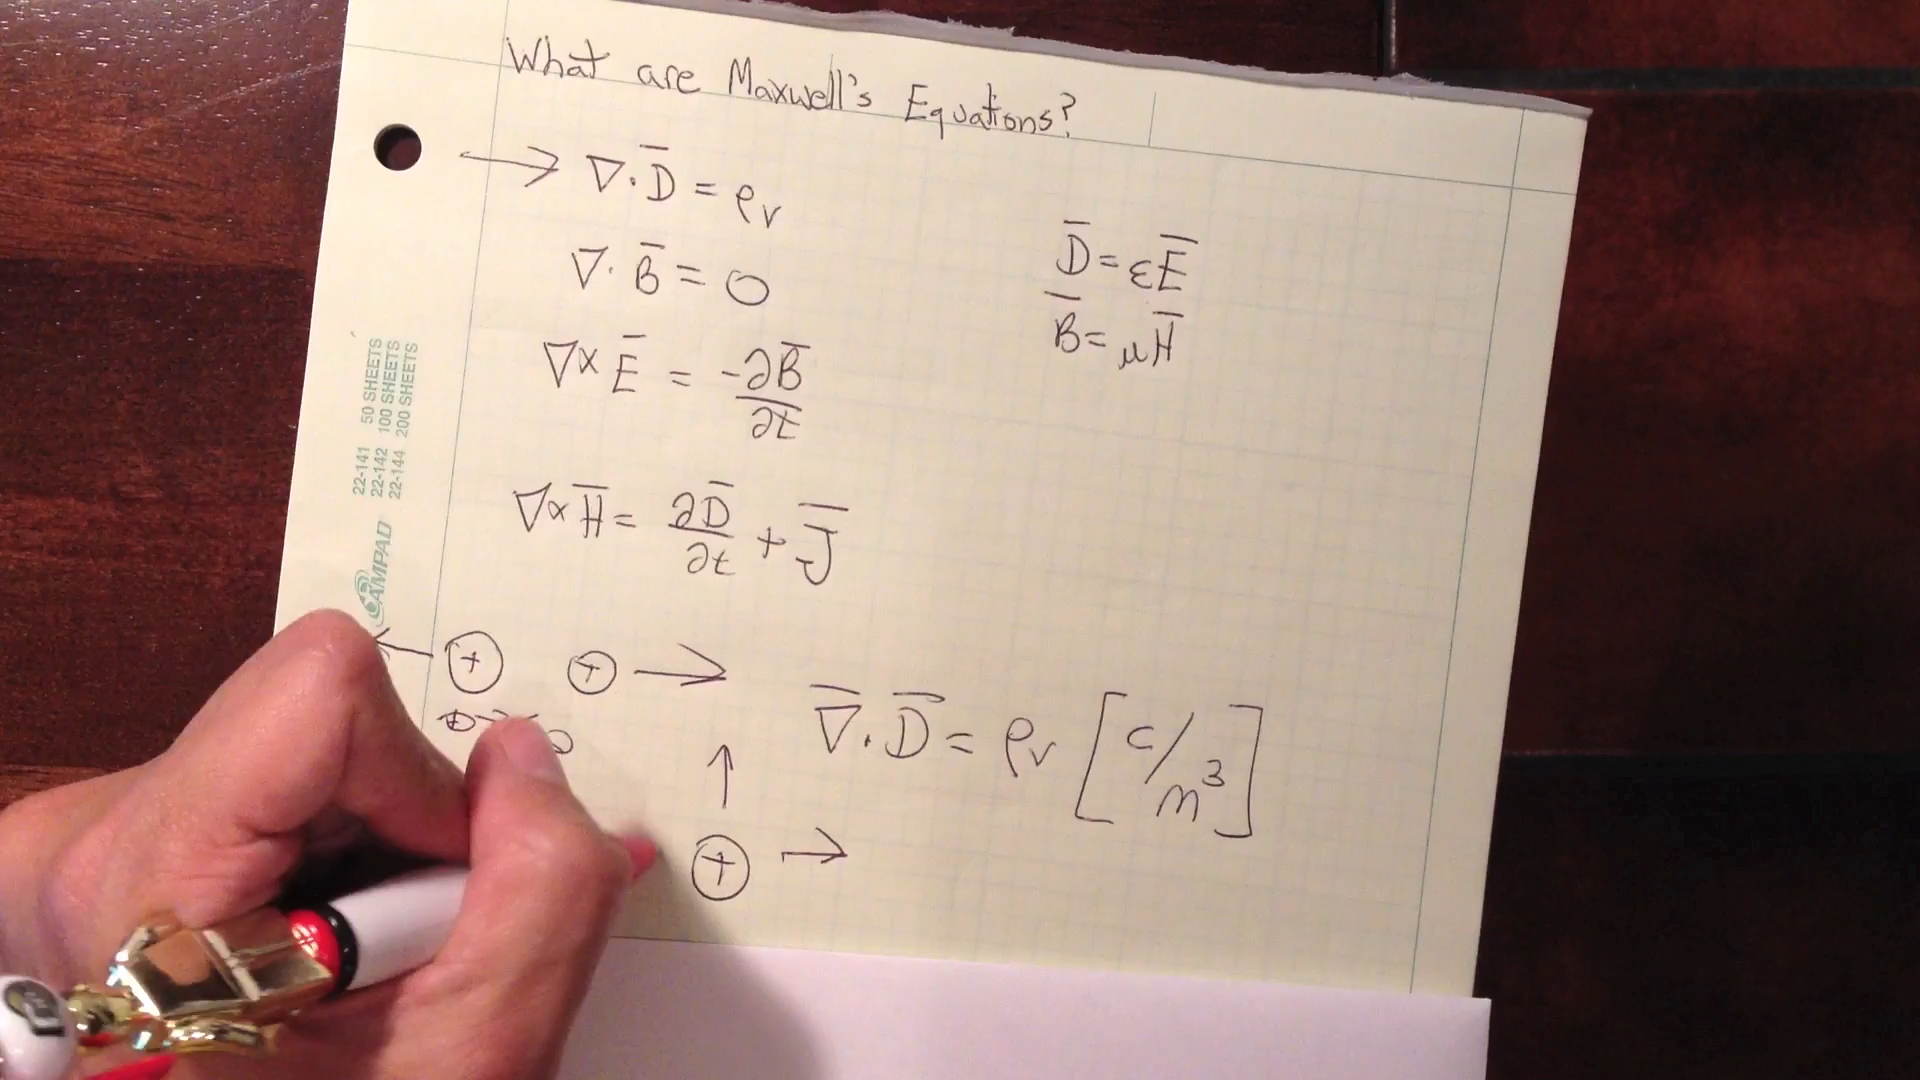 What are Maxwell's Equations?
→ ∇·D̅ = ρv
∇·B̅ = 0
∇×E̅ = -∂B̅/∂t
∇×H̅ = ∂D̅/∂t + J̅
D̅ = εE̅
B̅ = μH̅
22-141 50 SHEETS
22-142 100 SHEETS
22-144 200 SHEETS
AMPAD
← ⊕ ⊕ →
∇̅·D̅ = ρv [C/m³]
↑
⊕ →